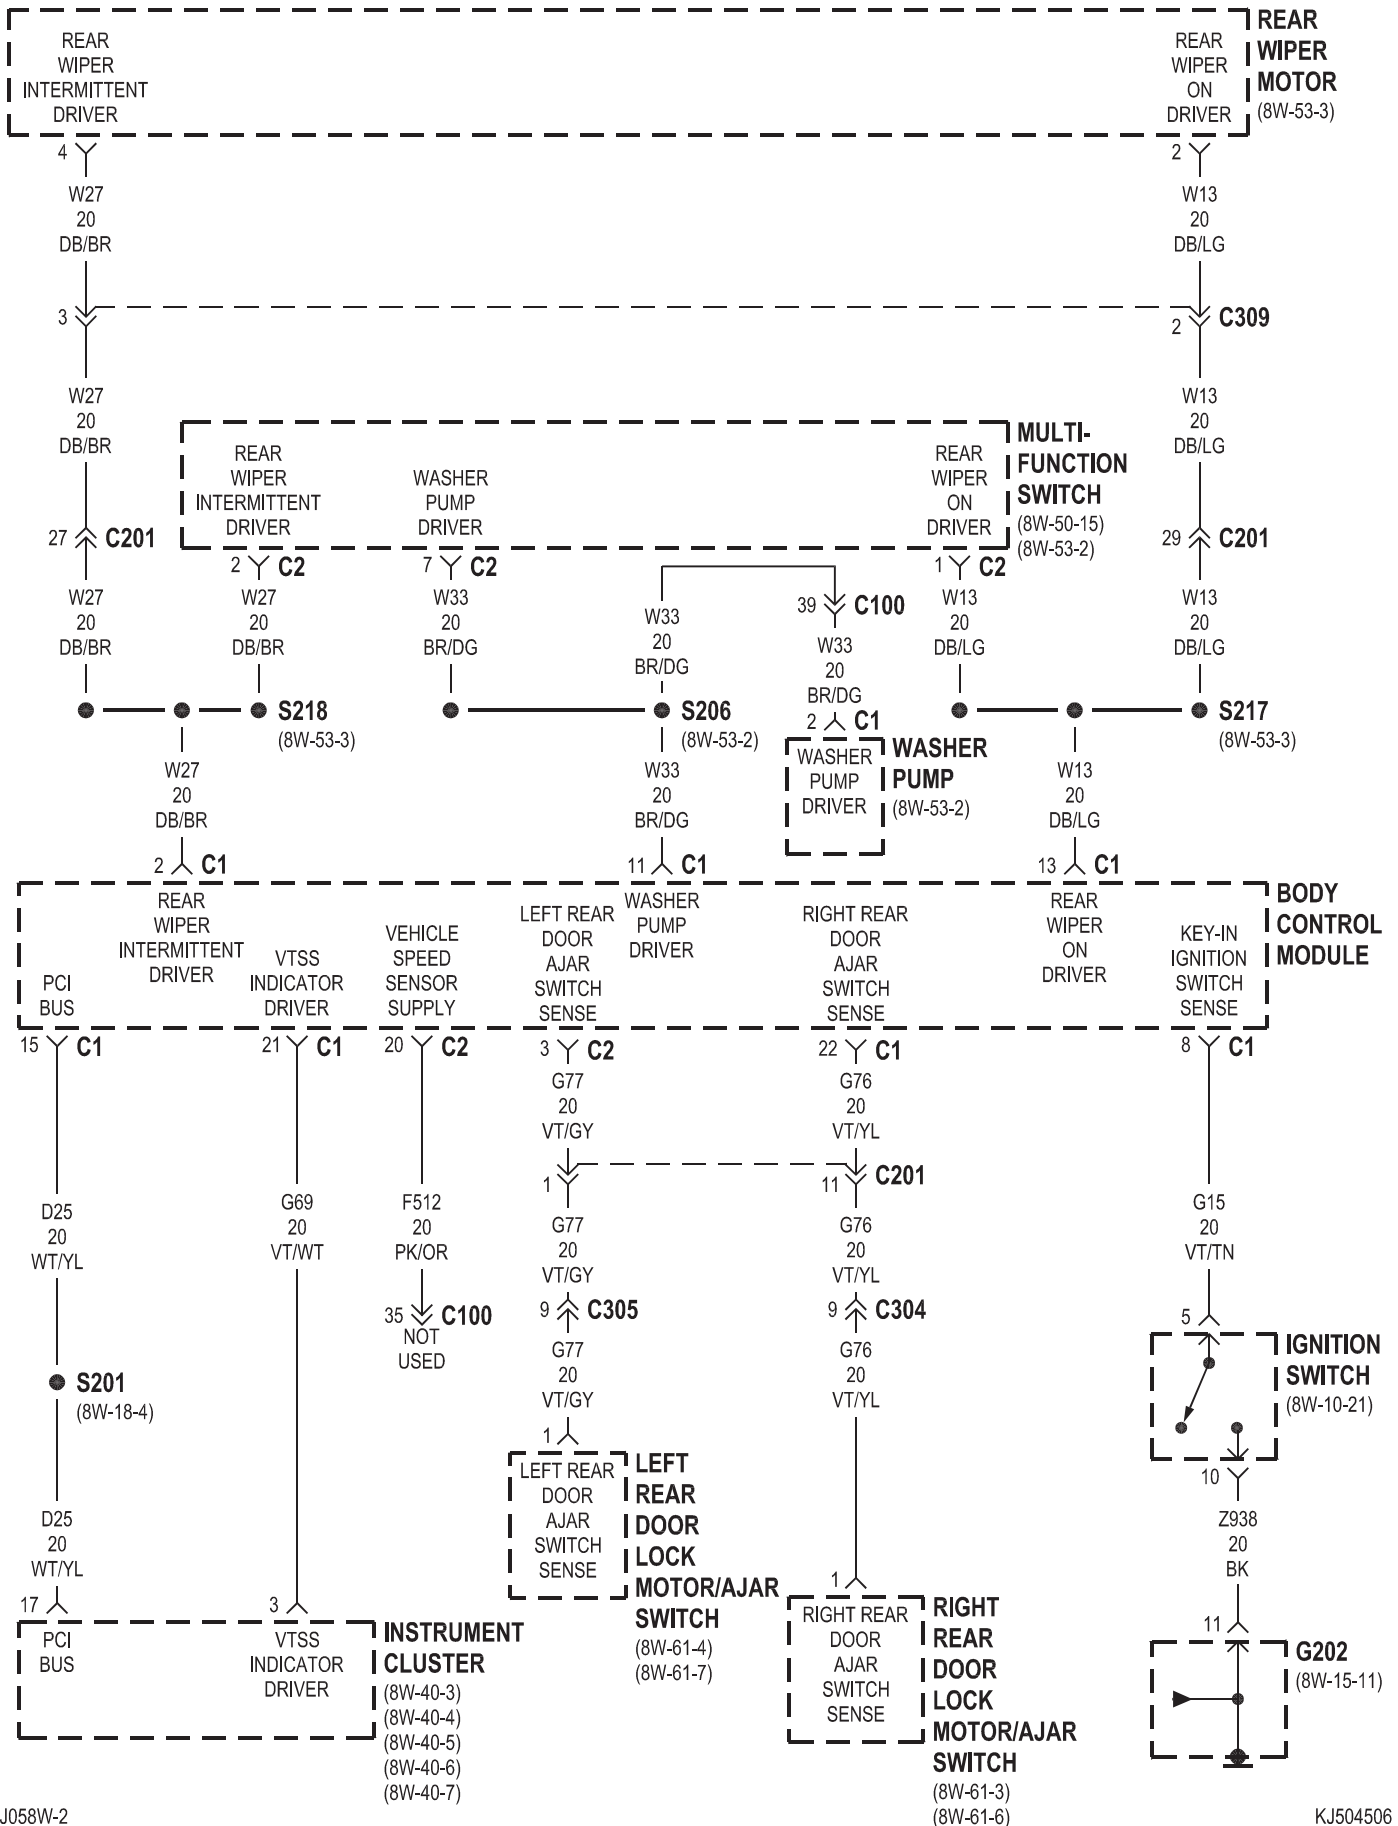 REAR
WIPER
INTERMITTENT
DRIVER
REAR
WIPER
ON
DRIVER
REAR
WIPER
MOTOR
(8W-53-3)
4
2
W27
20
DB/BR
W13
20
DB/LG
3
2
C309
W27
20
DB/BR
W13
20
DB/LG
REAR
WIPER
INTERMITTENT
DRIVER
WASHER
PUMP
DRIVER
REAR
WIPER
ON
DRIVER
MULTI-
FUNCTION
SWITCH
(8W-50-15)
(8W-53-2)
27
C201
29
C201
2
C2
7
C2
1
C2
W27
20
DB/BR
W27
20
DB/BR
W33
20
BR/DG
W33
20
BR/DG
39
C100
W33
20
BR/DG
W13
20
DB/LG
W13
20
DB/LG
S218
(8W-53-3)
S206
(8W-53-2)
2
C1
S217
(8W-53-3)
WASHER
PUMP
DRIVER
WASHER
PUMP
(8W-53-2)
W27
20
DB/BR
W33
20
BR/DG
W13
20
DB/LG
2
C1
11
C1
13
C1
PCI
BUS
REAR
WIPER
INTERMITTENT
DRIVER
VTSS
INDICATOR
DRIVER
VEHICLE
SPEED
SENSOR
SUPPLY
LEFT REAR
DOOR
AJAR
SWITCH
SENSE
WASHER
PUMP
DRIVER
RIGHT REAR
DOOR
AJAR
SWITCH
SENSE
REAR
WIPER
ON
DRIVER
KEY-IN
IGNITION
SWITCH
SENSE
BODY
CONTROL
MODULE
15
C1
21
C1
20
C2
3
C2
22
C1
8
C1
G77
20
VT/GY
G76
20
VT/YL
1
11
C201
D25
20
WT/YL
G69
20
VT/WT
F512
20
PK/OR
G77
20
VT/GY
G76
20
VT/YL
G15
20
VT/TN
35
C100
NOT
USED
9
C305
9
C304
5
G77
20
VT/GY
G76
20
VT/YL
IGNITION
SWITCH
(8W-10-21)
S201
(8W-18-4)
1
LEFT REAR
DOOR
AJAR
SWITCH
SENSE
LEFT
REAR
DOOR
LOCK
MOTOR/AJAR
SWITCH
(8W-61-4)
(8W-61-7)
10
Z938
20
BK
D25
20
WT/YL
17
3
1
11
PCI
BUS
VTSS
INDICATOR
DRIVER
INSTRUMENT
CLUSTER
(8W-40-3)
(8W-40-4)
(8W-40-5)
(8W-40-6)
(8W-40-7)
RIGHT REAR
DOOR
AJAR
SWITCH
SENSE
RIGHT
REAR
DOOR
LOCK
MOTOR/AJAR
SWITCH
(8W-61-3)
(8W-61-6)
G202
(8W-15-11)
J058W-2
KJ504506